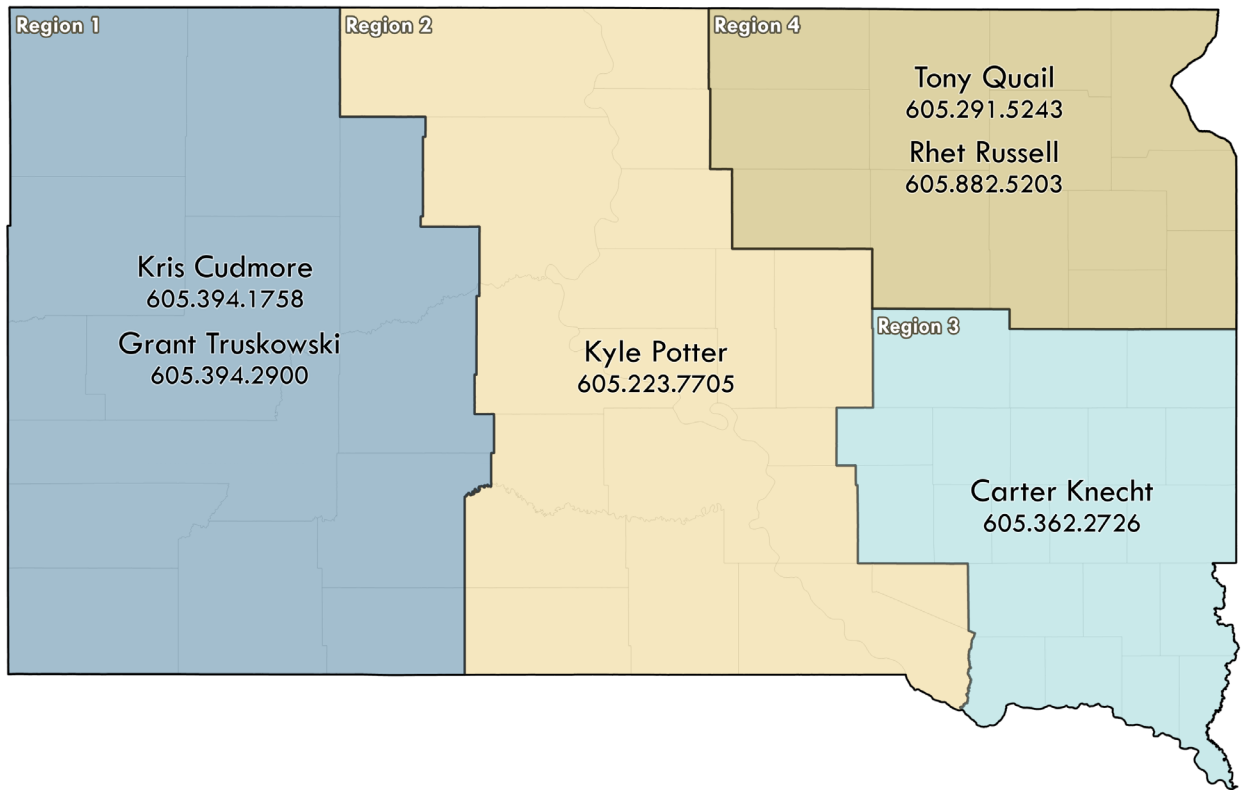 Region 1
Region 2
Region 4
Tony Quail
605.291.5243
Rhet Russell
605.882.5203
Kris Cudmore
605.394.1758
Grant Truskowski
605.394.2900
Region 3
Kyle Potter
605.223.7705
Carter Knecht
605.362.2726